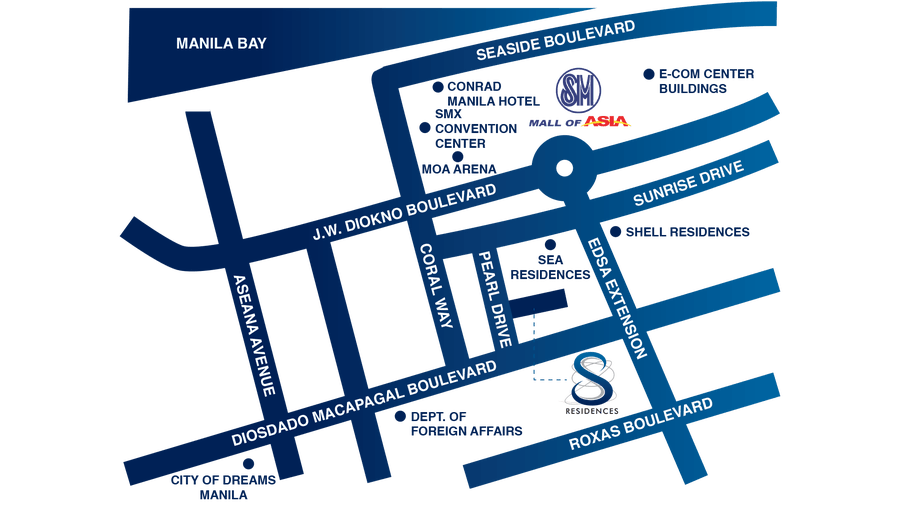 MANILA BAY
SEASIDE BOULEVARD
CONRAD
MANILA HOTEL
SMX
CONVENTION
CENTER
MOA ARENA
SM
MALL OF ASIA
E-COM CENTER
BUILDINGS
J.W. DIOKNO BOULEVARD
SUNRISE DRIVE
SHELL RESIDENCES
SEA
RESIDENCES
ASEANA AVENUE
CORAL WAY
PEARL DRIVE
EDSA EXTENSION
DIOSDADO MACAPAGAL BOULEVARD
S
RESIDENCES
ROXAS BOULEVARD
DEPT. OF
FOREIGN AFFAIRS
CITY OF DREAMS
MANILA